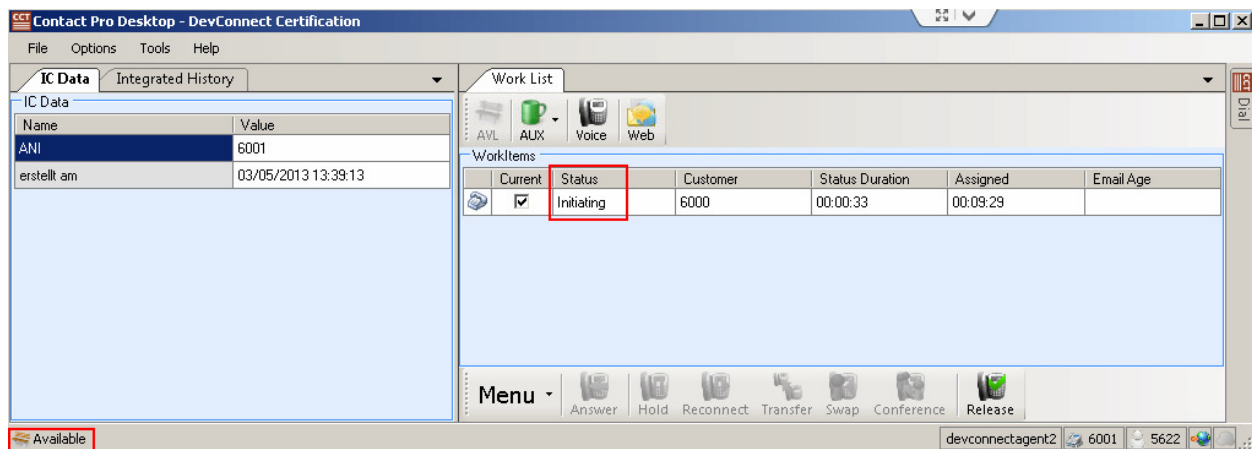 CCT Contact Pro Desktop - DevConnect Certification
File Options Tools Help
IC Data Integrated History
IC Data
Name Value
ANI 6001
erstellt am 03/05/2013 13:39:13
Work List
AVL AUX Voice Web
WorkItems
Current Status Customer Status Duration Assigned Email Age
Initiating 6000 00:00:33 00:09:29
Menu Answer Hold Reconnect Transfer Swap Conference Release
CCT Dial
Available devconnectagent2 6001 5622